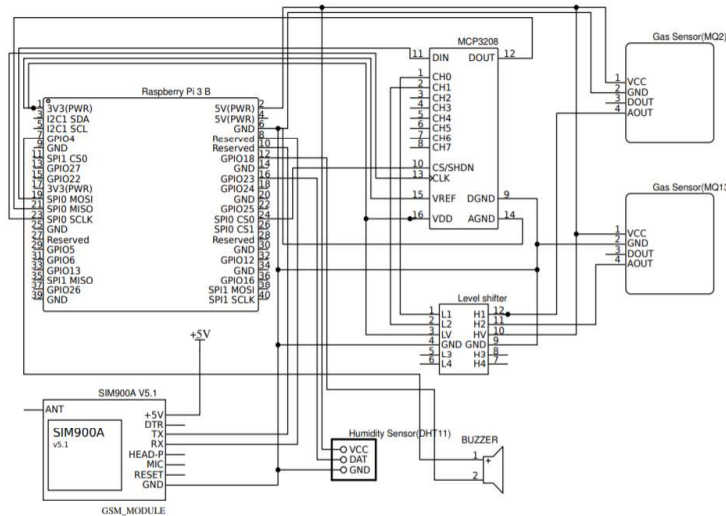 MCP3208
Gas Sensor(MQ2)
11 DIN DOUT 12
Raspberry Pi 3 B
1 CH0
2 CH1
3 CH2
4 CH3
5 CH4
6 CH5
7 CH6
8 CH7
10 CS/SHDN
13 CLK
15 VREF DGND 9
16 VDD AGND 14
1 VCC
2 GND
3 DOUT
4 AOUT
1 3V3(PWR) 5V(PWR) 2
3 I2C1 SDA 5V(PWR) 4
5 I2C1 SCL GND 6
7 GPIO4 Reserved 8
9 GND Reserved 10
11 SPI1 CS0 GPIO18 12
13 GPIO27 GND 14
15 GPIO22 GPIO23 16
17 3V3(PWR) GPIO24 18
19 SPI0 MOSI GND 20
21 SPI0 MISO GPIO25 22
23 SPI0 SCLK SPI0 CS0 24
25 GND SPI0 CS1 26
27 Reserved Reserved 28
29 GPIO5 GND 30
31 GPIO6 GPIO12 32
33 GPIO13 GND 34
35 SPI1 MISO GPIO16 36
37 GPIO26 SPI1 MOSI 38
39 GND SPI1 SCLK 40
Gas Sensor(MQ13
1 VCC
2 GND
3 DOUT
4 AOUT
Level shifter
1 L1 H1 12
2 L2 H2 11
3 LV HV 10
4 GND GND 9
5 L3 H3 8
6 L4 H4 7
+5V
SIM900A V5.1
ANT
SIM900A
v5.1
+5V
DTR
TX
RX
HEAD-P
MIC
RESET
GND
GSM_MODULE
Humidity Sensor(DHT11)
VCC
DAT
GND
BUZZER
1 +
2